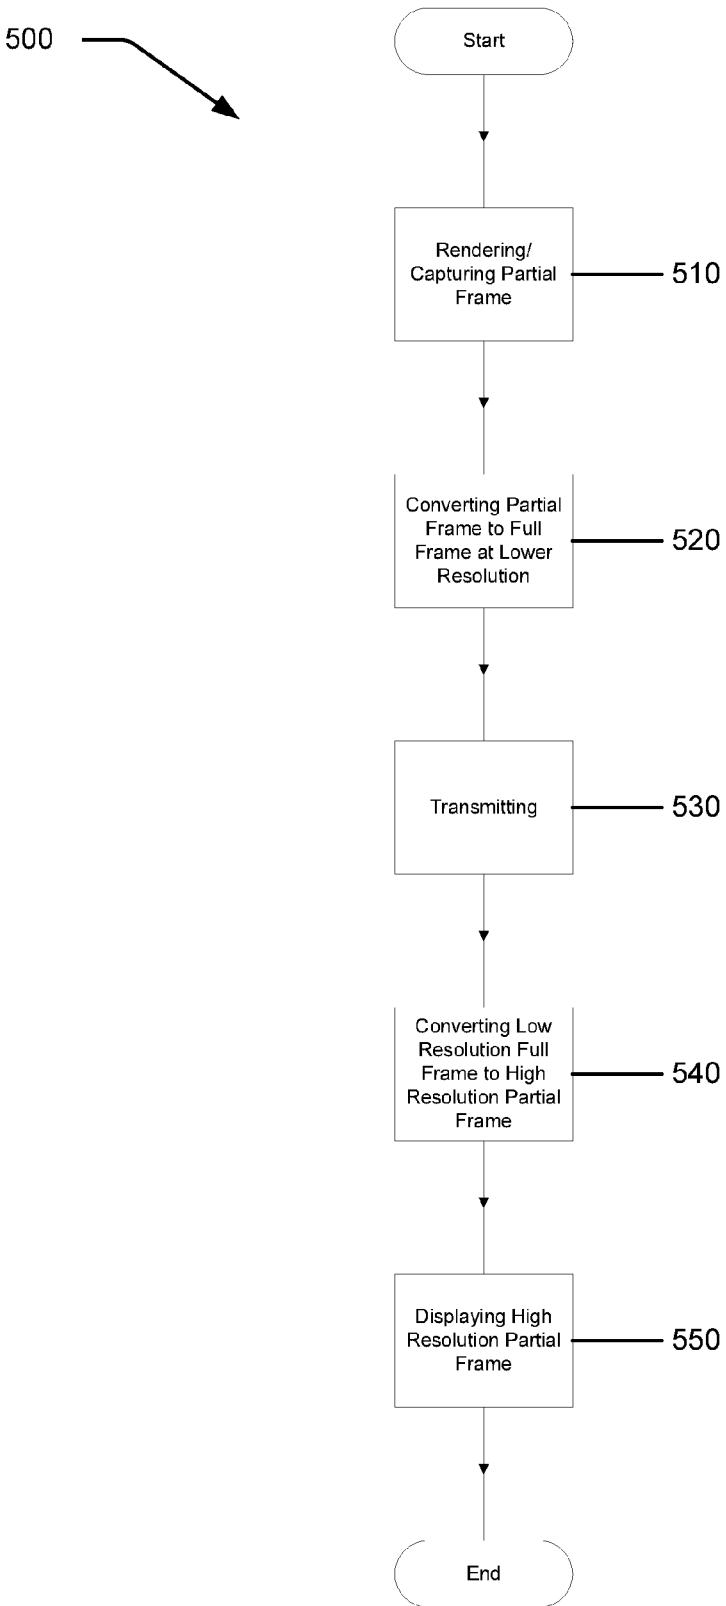 500
Start
Rendering/
Capturing Partial
Frame
510
Converting Partial
Frame to Full
Frame at Lower
Resolution
520
Transmitting
530
Converting Low
Resolution Full
Frame to High
Resolution Partial
Frame
540
Displaying High
Resolution Partial
Frame
550
End